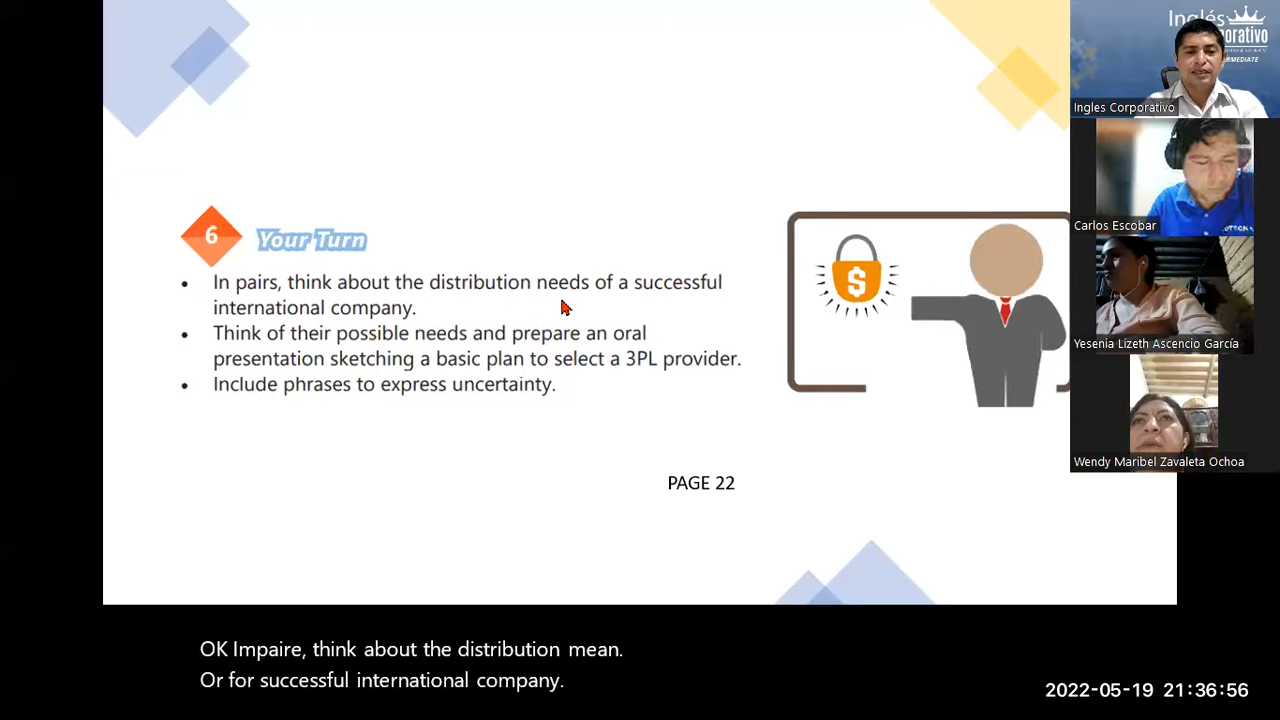 Inglés
orativo
RMEDIATE
Ingles Corporativo
Carlos Escobar
Yesenia Lizeth Ascencio García
Wendy Maribel Zavaleta Ochoa
6
Your Turn
• In pairs, think about the distribution needs of a successful
international company.
• Think of their possible needs and prepare an oral
presentation sketching a basic plan to select a 3PL provider.
• Include phrases to express uncertainty.
$
PAGE 22
OK Impaire, think about the distribution mean.
Or for successful international company.
2022-05-19 21:36:56